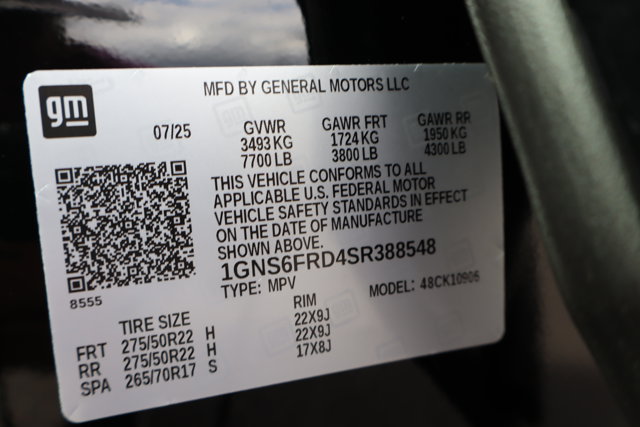 MFD BY GENERAL MOTORS LLC
gm
07/25
GVWR GAWR FRT GAWR RR
3493 KG 1724 KG 1950 KG
7700 LB 3800 LB 4300 LB
THIS VEHICLE CONFORMS TO ALL
APPLICABLE U.S. FEDERAL MOTOR
VEHICLE SAFETY STANDARDS IN EFFECT
ON THE DATE OF MANUFACTURE
SHOWN ABOVE.
1GNS6FRD4SR388548
TYPE: MPV MODEL: 48CK10906
8555
TIRE SIZE RIM
FRT 275/50R22 H 22X9J
RR 275/50R22 H 22X9J
SPA 265/70R17 S 17X8J